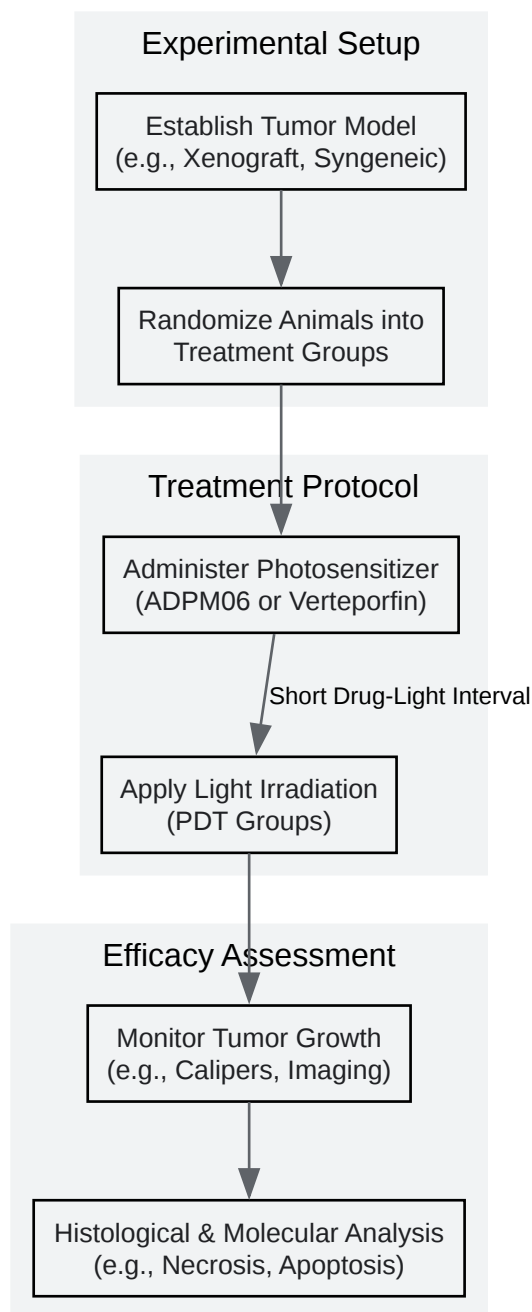 Experimental Setup
Establish Tumor Model
(e.g., Xenograft, Syngeneic)
Randomize Animals into
Treatment Groups
Treatment Protocol
Administer Photosensitizer
(ADPM06 or Verteporfin)
Short Drug-Light Interval
Apply Light Irradiation
(PDT Groups)
Efficacy Assessment
Monitor Tumor Growth
(e.g., Calipers, Imaging)
Histological & Molecular Analysis
(e.g., Necrosis, Apoptosis)